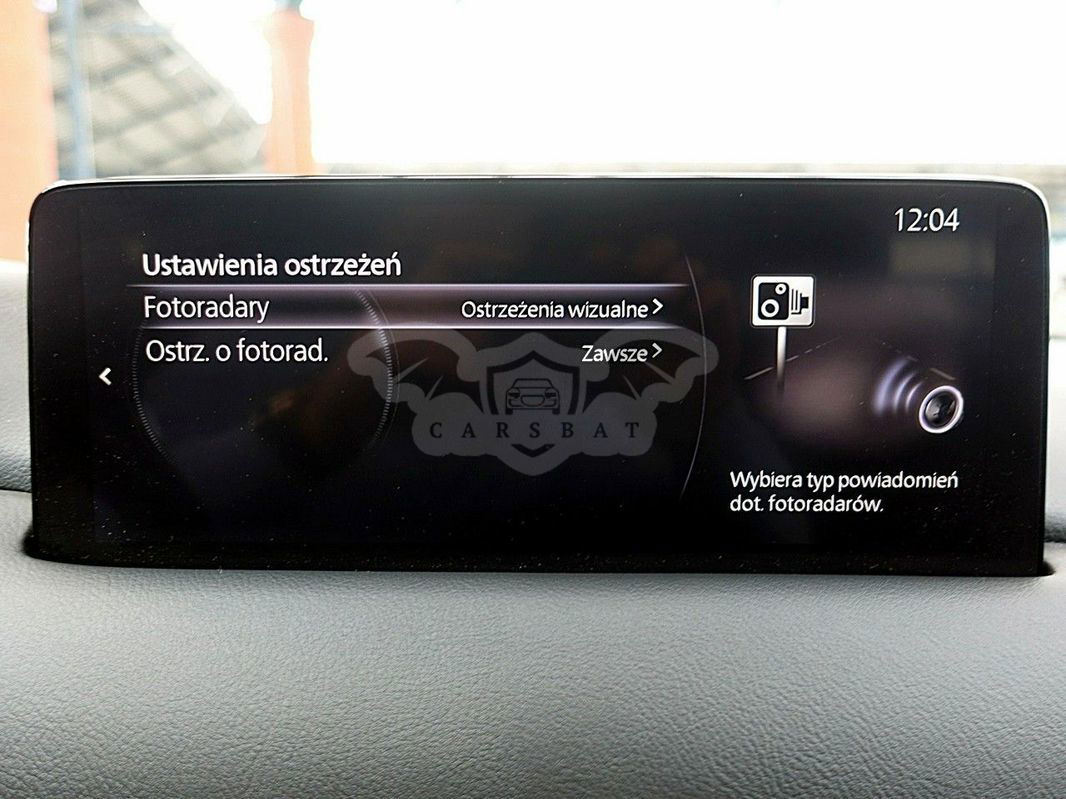 12:04
Ustawienia ostrzeżeń
Fotoradary Ostrzeżenia wizualne
Ostrz. o fotorad. Zawsze
CARSBAT
Wybiera typ powiadomień
dot. fotoradarów.